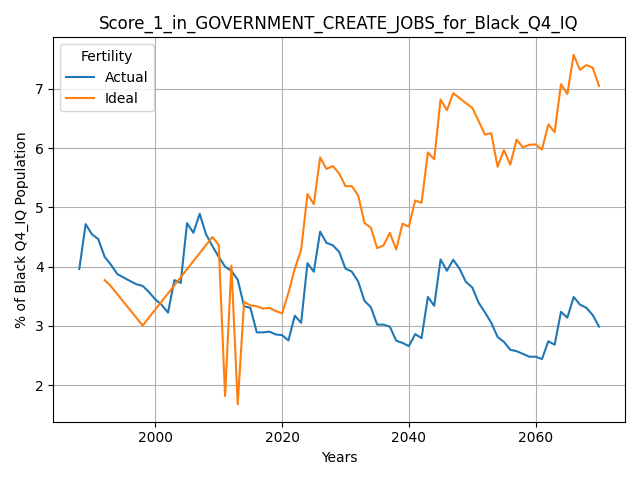 Score_1_in_GOVERNMENT_CREATE_JOBS_for_Black_Q4_IQ
Fertility
Actual
Ideal
% of Black Q4_IQ Population
7
6
5
4
3
2
2000
2020
2040
2060
Years